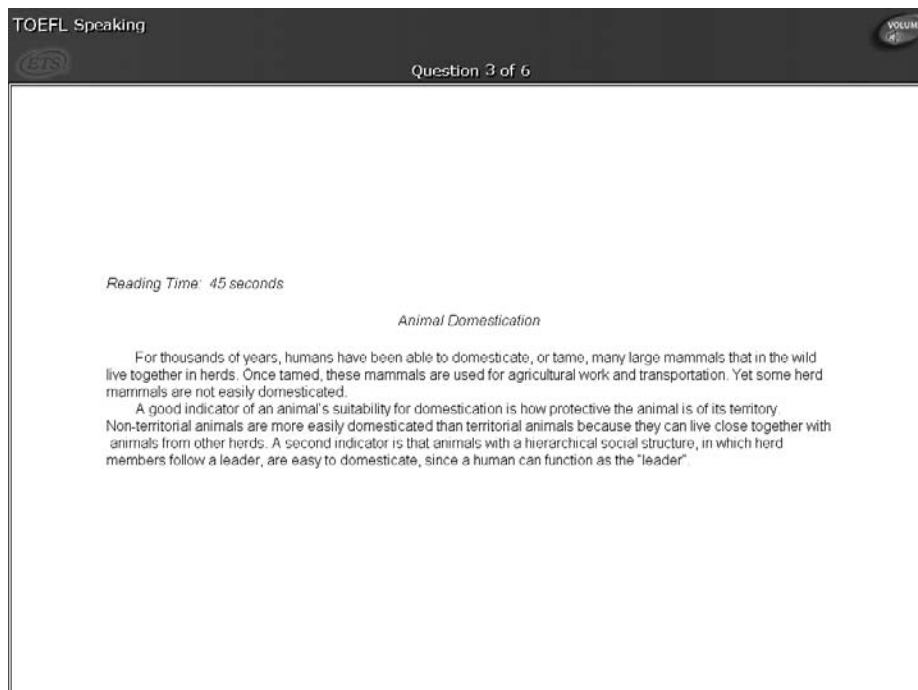 TOEFL Speaking
VOLUM
ETS
Question 3 of 6
Reading Time: 45 seconds
Animal Domestication
For thousands of years, humans have been able to domesticate, or tame, many large mammals that in the wild
live together in herds. Once tamed, these mammals are used for agricultural work and transportation. Yet some herd
mammals are not easily domesticated.
A good indicator of an animal's suitability for domestication is how protective the animal is of its territory.
Non-territorial animals are more easily domesticated than territorial animals because they can live close together with
animals from other herds. A second indicator is that animals with a hierarchical social structure, in which herd
members follow a leader, are easy to domesticate, since a human can function as the "leader".